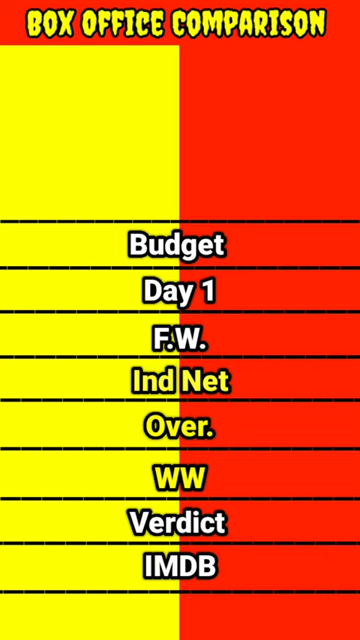 BOX OFFICE COMPARISON
Budget
Day 1
F.W.
Ind Net
Over.
WW
Verdict
IMDB